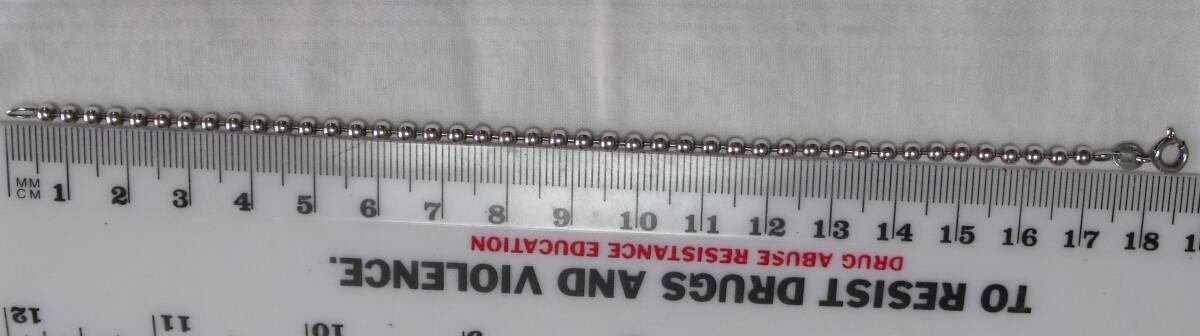 MM
CM 1 2 3 4 5 6 7 8 9 10 11 12 13 14 15 16 17 18
DRUG ABUSE RESISTANCE EDUCATION
TO RESIST DRUGS AND VIOLENCE.
12 11 10